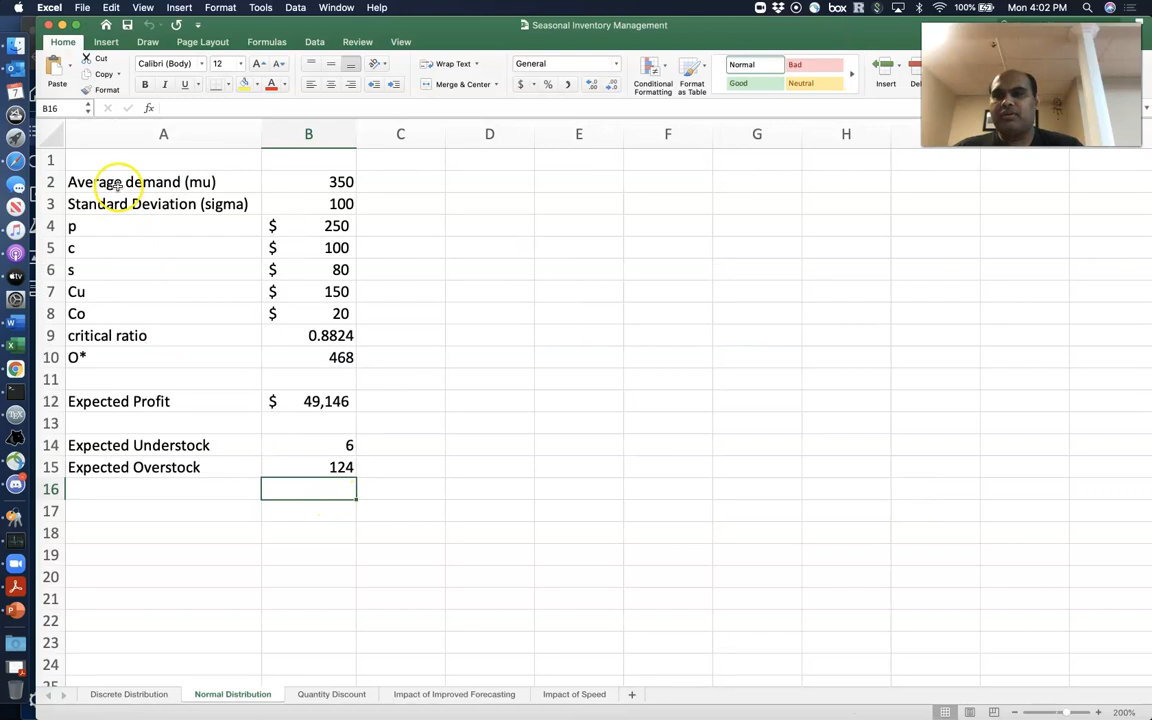 Excel File Edit View Insert Format Tools Data Window Help 100% Mon 4:02 PM
Seasonal Inventory Management
Home Insert Draw Page Layout Formulas Data Review View
Cut
Copy
Format
Paste
Calibri (Body) 12 A A
B I U A
Wrap Text
Merge & Center
General
$ % )
Conditional Formatting
Format as Table
Normal Bad
Good Neutral
Insert
B16 fx
A B C D E F G H
1
2 Average demand (mu) 350
3 Standard Deviation (sigma) 100
4 p $ 250
5 c $ 100
6 s $ 80
7 Cu $ 150
8 Co $ 20
9 critical ratio 0.8824
10 O* 468
11
12 Expected Profit $ 49,146
13
14 Expected Understock 6
15 Expected Overstock 124
16
17
18
19
20
21
22
23
24
Discrete Distribution Normal Distribution Quantity Discount Impact of Improved Forecasting Impact of Speed +
200%